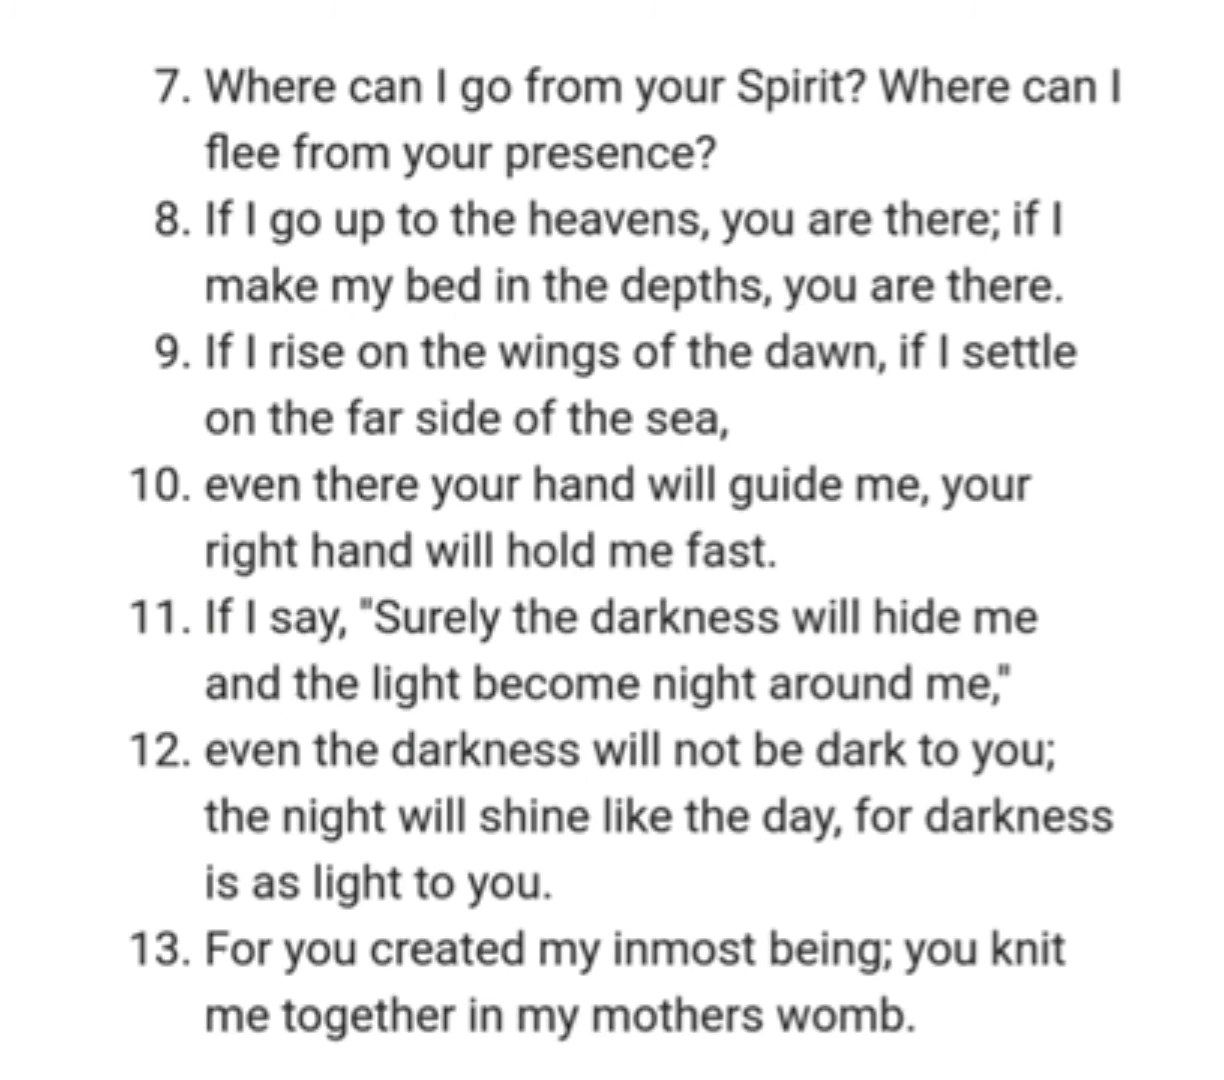 7. Where can I go from your Spirit? Where can I
flee from your presence?
8. If I go up to the heavens, you are there; if I
make my bed in the depths, you are there.
9. If I rise on the wings of the dawn, if I settle
on the far side of the sea,
10. even there your hand will guide me, your
right hand will hold me fast.
11. If I say, "Surely the darkness will hide me
and the light become night around me,"
12. even the darkness will not be dark to you;
the night will shine like the day, for darkness
is as light to you.
13. For you created my inmost being; you knit
me together in my mothers womb.